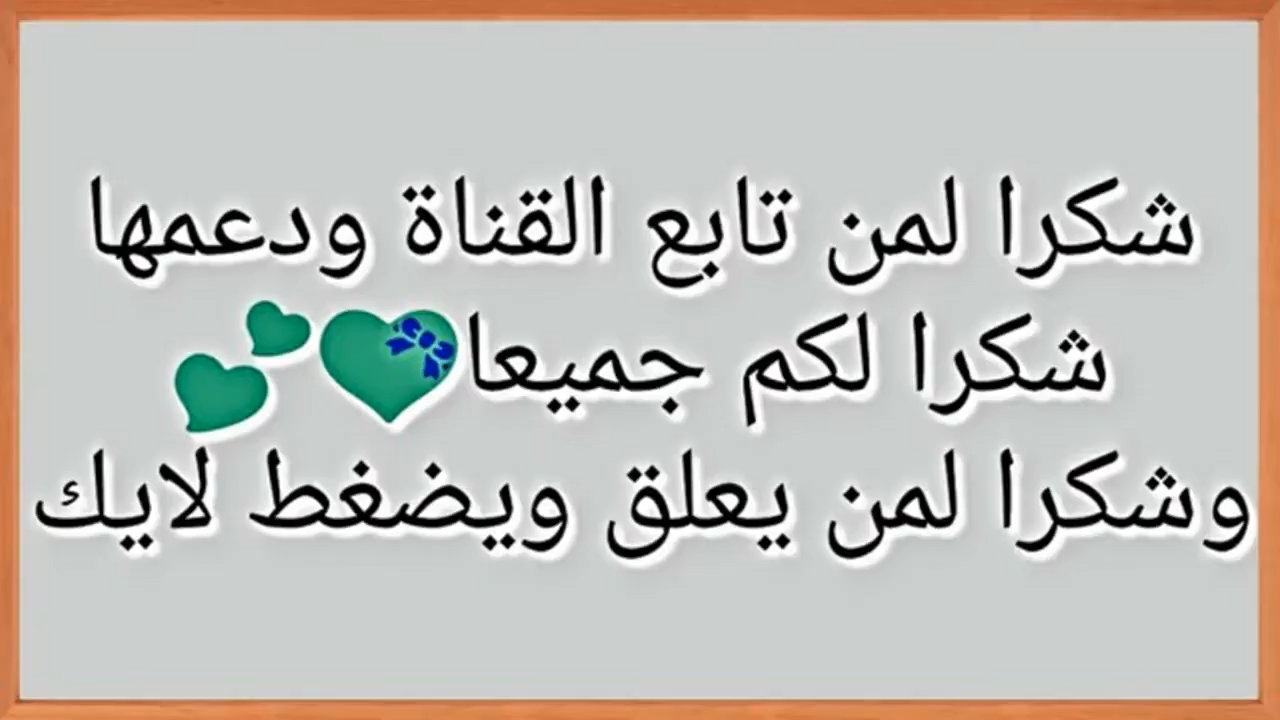 شكرا لمن تابع القناة ودعمها
شكرا لكم جميعا💝💕
وشكرا لمن يعلق ويضغط لايك